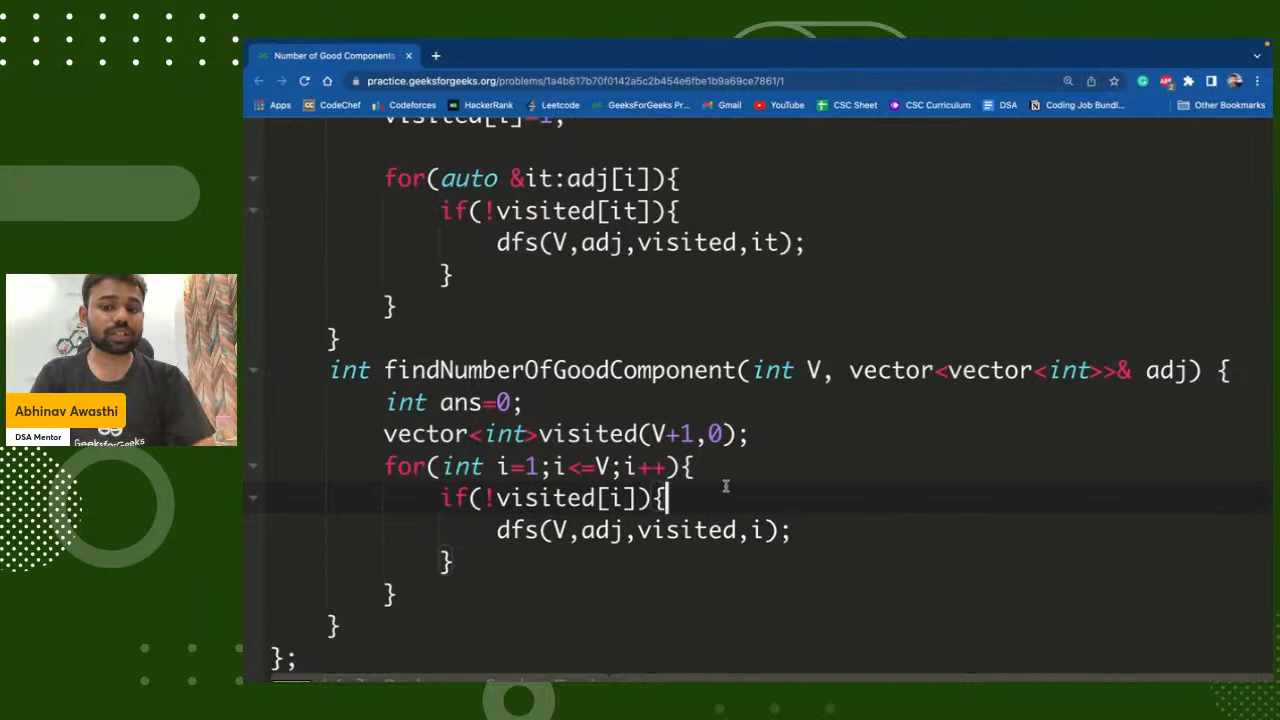 Number of Good Components
practice.geeksforgeeks.org/problems/1a4b617b70f0142a5c2b454e6fbe1b9a69ce7861/1
Apps CodeChef Codeforces HackerRank Leetcode GeeksForGeeks Pr... Gmail YouTube CSC Sheet CSC Curriculum DSA Coding Job Bundl... Other Bookmarks
visited[i]=1;
for(auto &it:adj[i]){
if(!visited[it]){
dfs(V,adj,visited,it);
}
}
}
int findNumberOfGoodComponent(int V, vector<vector<int>>& adj) {
int ans=0;
vector<int>visited(V+1,0);
for(int i=1;i<=V;i++){
if(!visited[i]){
dfs(V,adj,visited,i);
}
}
}
};
Abhinav Awasthi
DSA Mentor
GeeksforGeeks